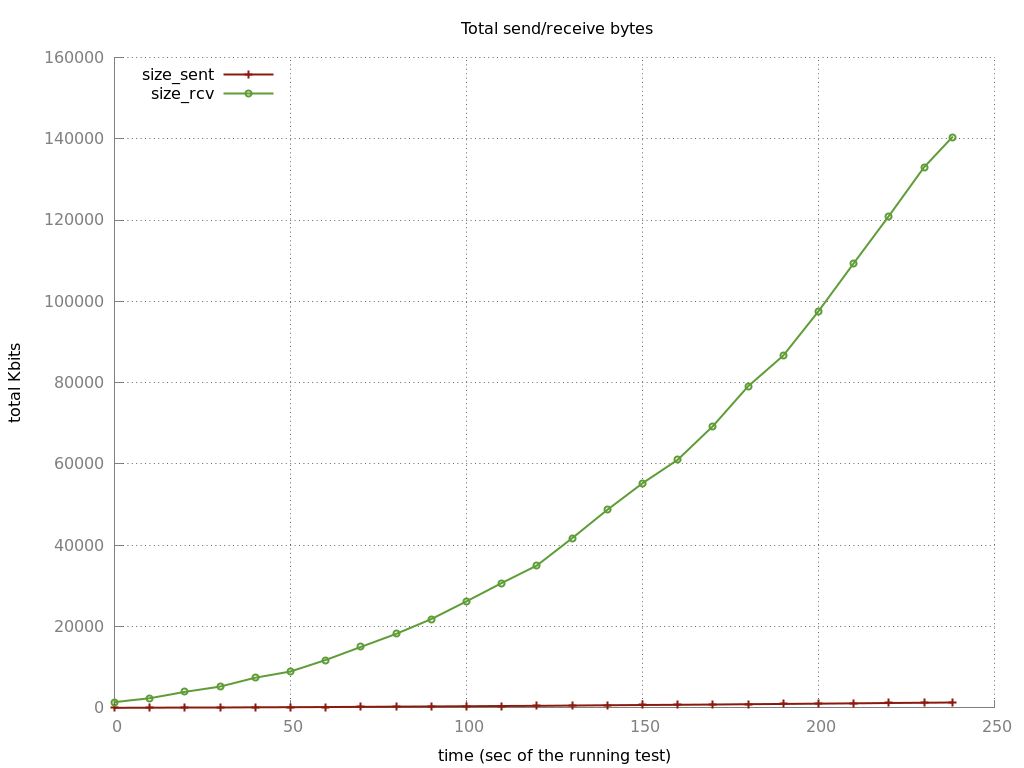 Total send/receive bytes
160000
140000
120000
100000
80000
60000
40000
20000
0
size_sent
size_rcv
total Kbits
0 50 100 150 200 250
time (sec of the running test)